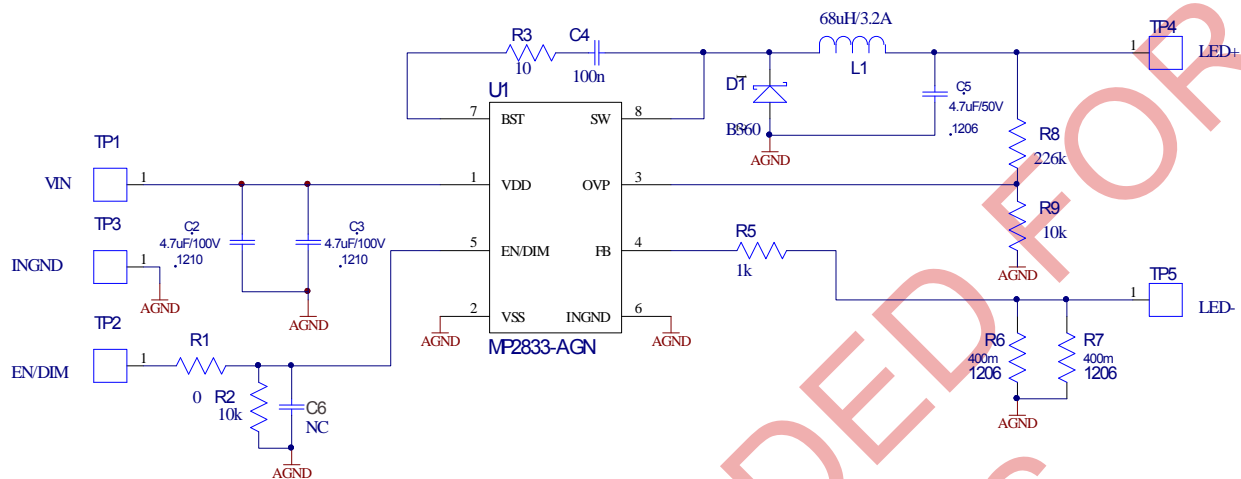 68uH/3.2A
TP4
1
LED+
R3
10
C4
100n
L1
D1
B560
AGND
C5
4.7uF/50V
.1206
U1
7
BST
SW
8
R8
226k
TP1
VIN
1
1
VDD
OVP
3
TP3
INGND
1
AGND
C2
4.7uF/100V
.1210
C3
4.7uF/100V
.1210
AGND
5
EN/DIM
FB
4
R5
1k
R9
10k
AGND
TP5
1
LED-
2
VSS
INGND
6
AGND
AGND
MP2833-AGN
TP2
EN/DIM
1
R1
0
R2
10k
C6
NC
AGND
R6
400m
1206
R7
400m
1206
AGND
DED FOR